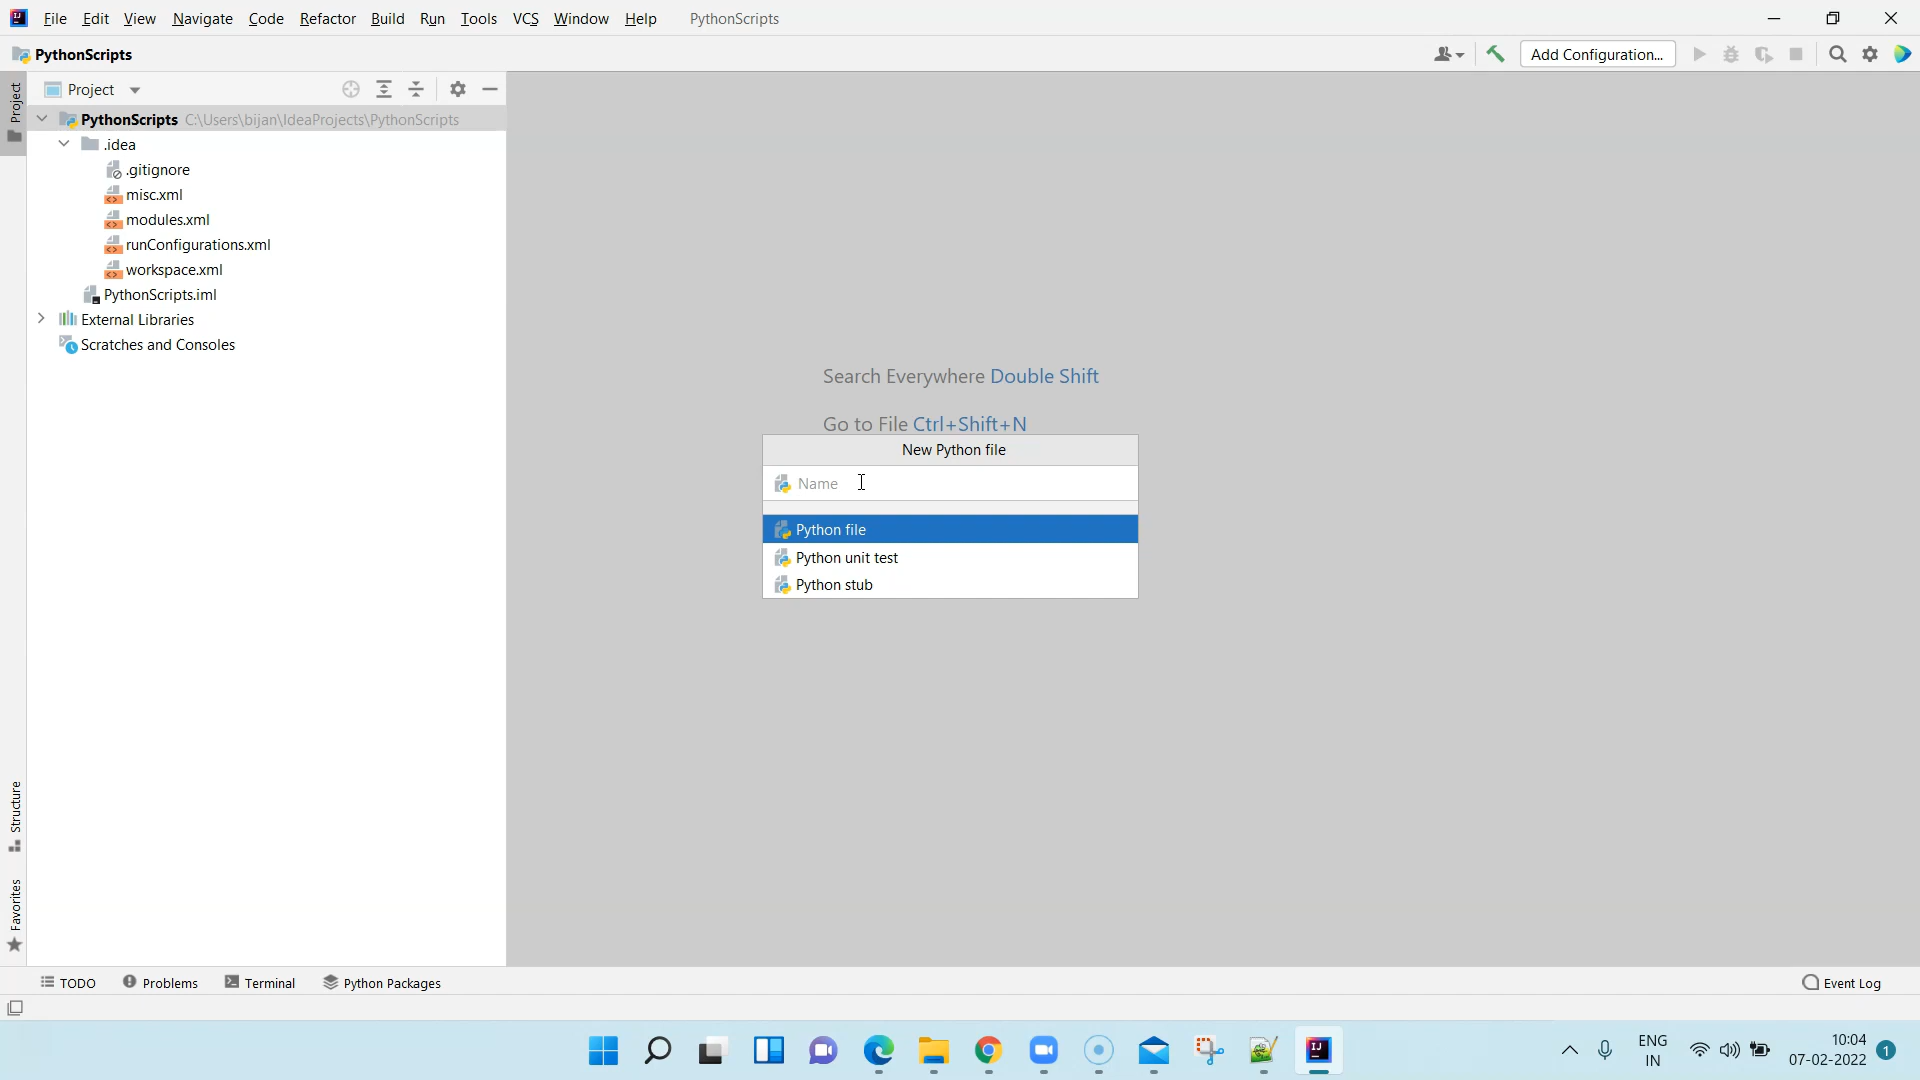 File Edit View Navigate Code Refactor Build Run Tools VCS Window Help PythonScripts
PythonScripts
Add Configuration...
Project
Project
PythonScripts C:\Users\bijan\IdeaProjects\PythonScripts
.idea
.gitignore
misc.xml
modules.xml
runConfigurations.xml
workspace.xml
PythonScripts.iml
External Libraries
Scratches and Consoles
Search Everywhere Double Shift
Go to File Ctrl+Shift+N
New Python file
Name
Python file
Python unit test
Python stub
Structure
Favorites
TODO Problems Terminal Python Packages
Event Log
ENG
IN
10:04
07-02-2022
1